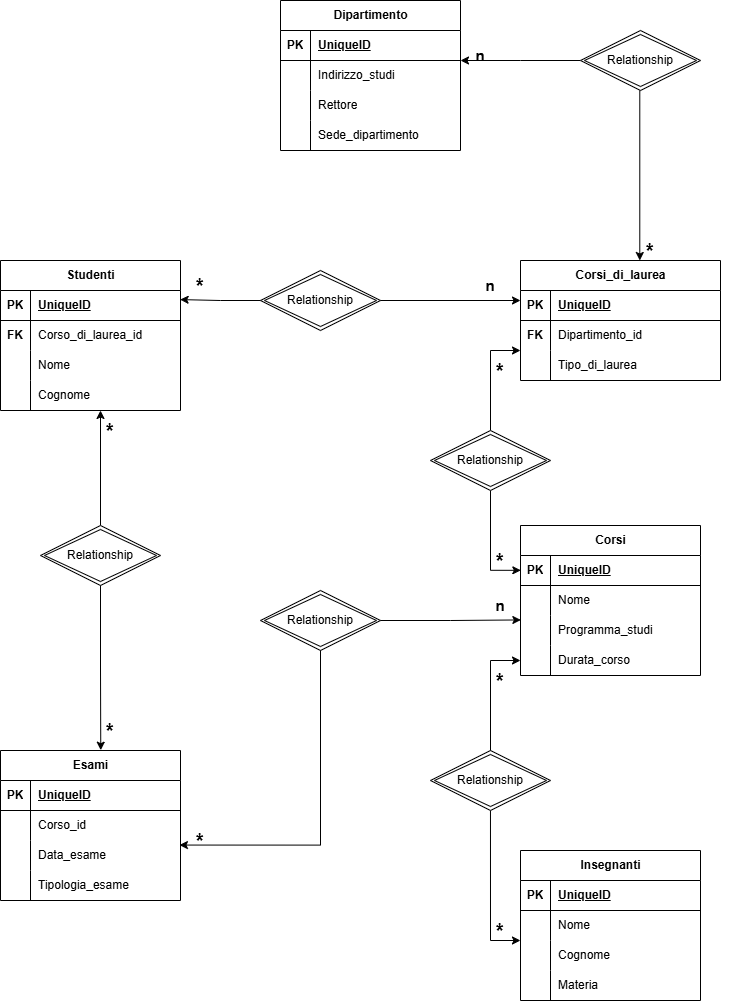 Dipartimento
PK UniqueID
Indirizzo_studi
Rettore
Sede_dipartimento
n
Relationship
*
Studenti
PK UniqueID
FK Corso_di_laurea_id
Nome
Cognome
*
Relationship
n
Corsi_di_laurea
PK UniqueID
FK Dipartimento_id
Tipo_di_laurea
*
Relationship
*
*
Relationship
*
Corsi
PK UniqueID
Nome
Programma_studi
Durata_corso
Relationship
n
*
*
Relationship
*
Esami
PK UniqueID
Corso_id
Data_esame
Tipologia_esame
Insegnanti
PK UniqueID
Nome
Cognome
Materia